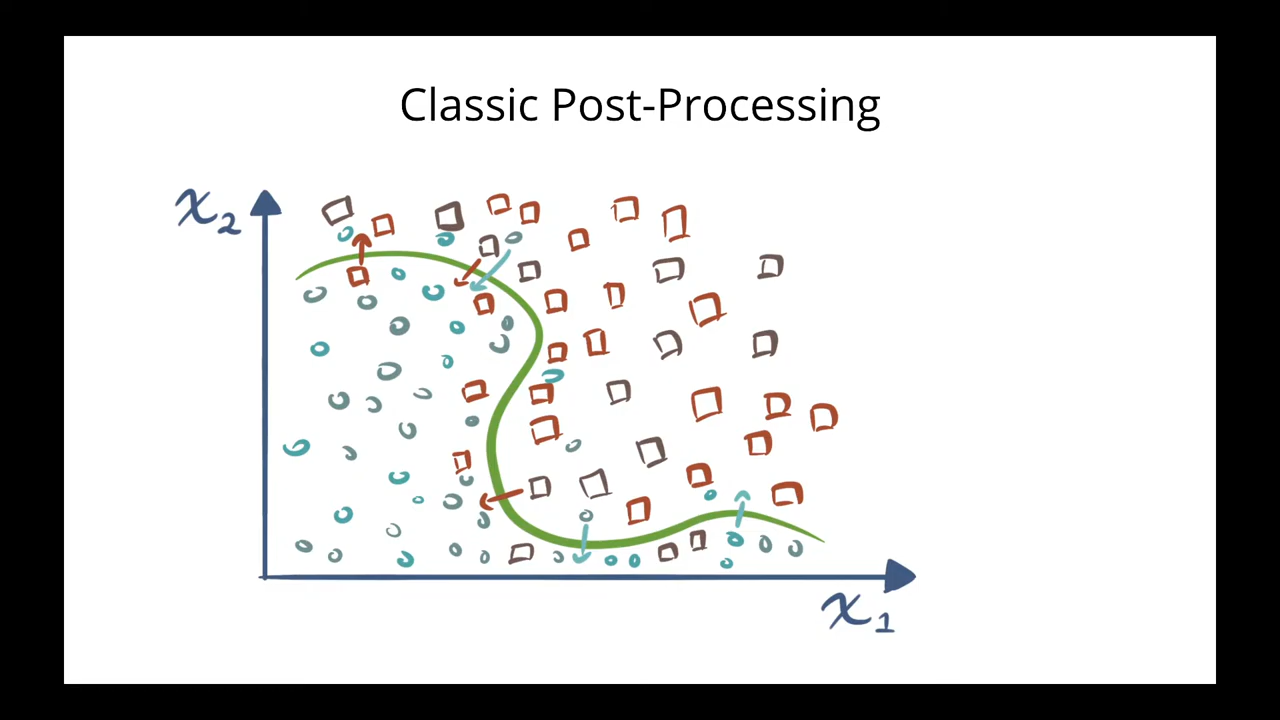 Classic Post-Processing
x₂
x₁